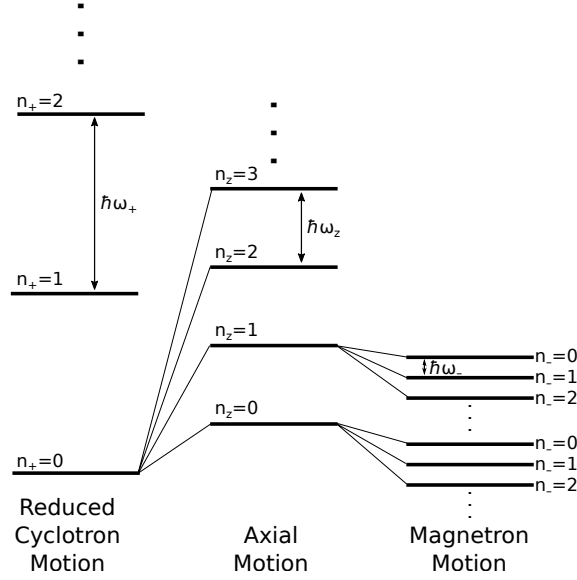 n₊=2
ħω₊
n₊=1
n₊=0
Reduced
Cyclotron
Motion
n_z=3
ħω_z
n_z=2
n_z=1
n_z=0
Axial
Motion
n₋=0
ħω₋
n₋=1
n₋=2
n₋=0
n₋=1
n₋=2
Magnetron
Motion